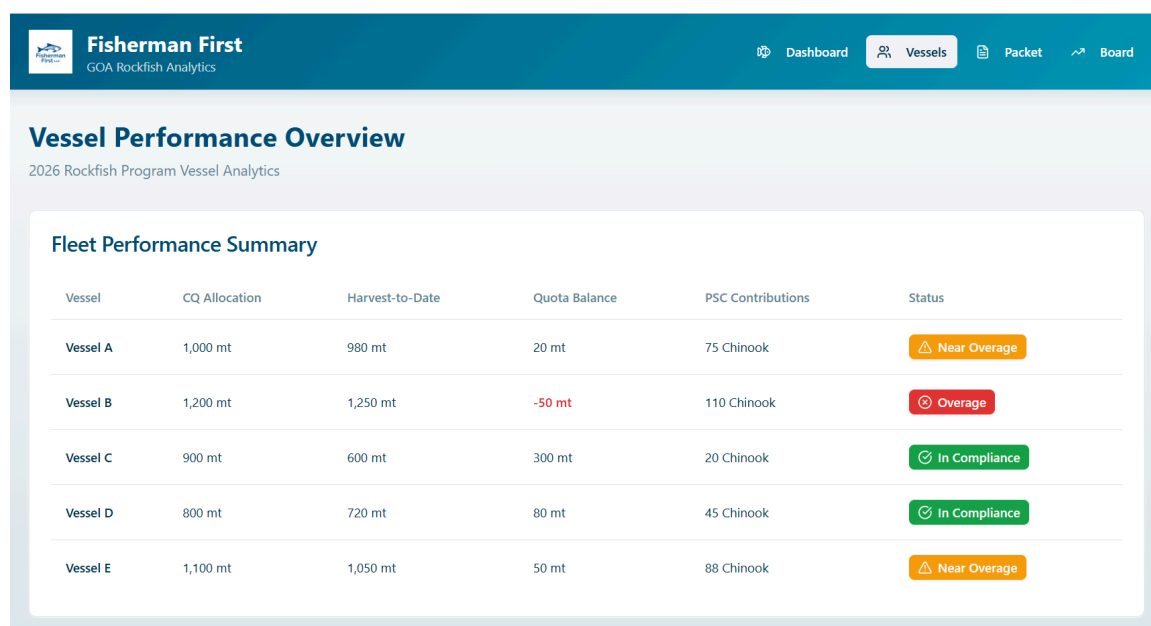 Fisherman
First LLC
Fisherman First
GOA Rockfish Analytics
Dashboard
Vessels
Packet
Board
Vessel Performance Overview
2026 Rockfish Program Vessel Analytics
Fleet Performance Summary
Vessel CQ Allocation Harvest-to-Date Quota Balance PSC Contributions Status
Vessel A 1,000 mt 980 mt 20 mt 75 Chinook Near Overage
Vessel B 1,200 mt 1,250 mt -50 mt 110 Chinook Overage
Vessel C 900 mt 600 mt 300 mt 20 Chinook In Compliance
Vessel D 800 mt 720 mt 80 mt 45 Chinook In Compliance
Vessel E 1,100 mt 1,050 mt 50 mt 88 Chinook Near Overage